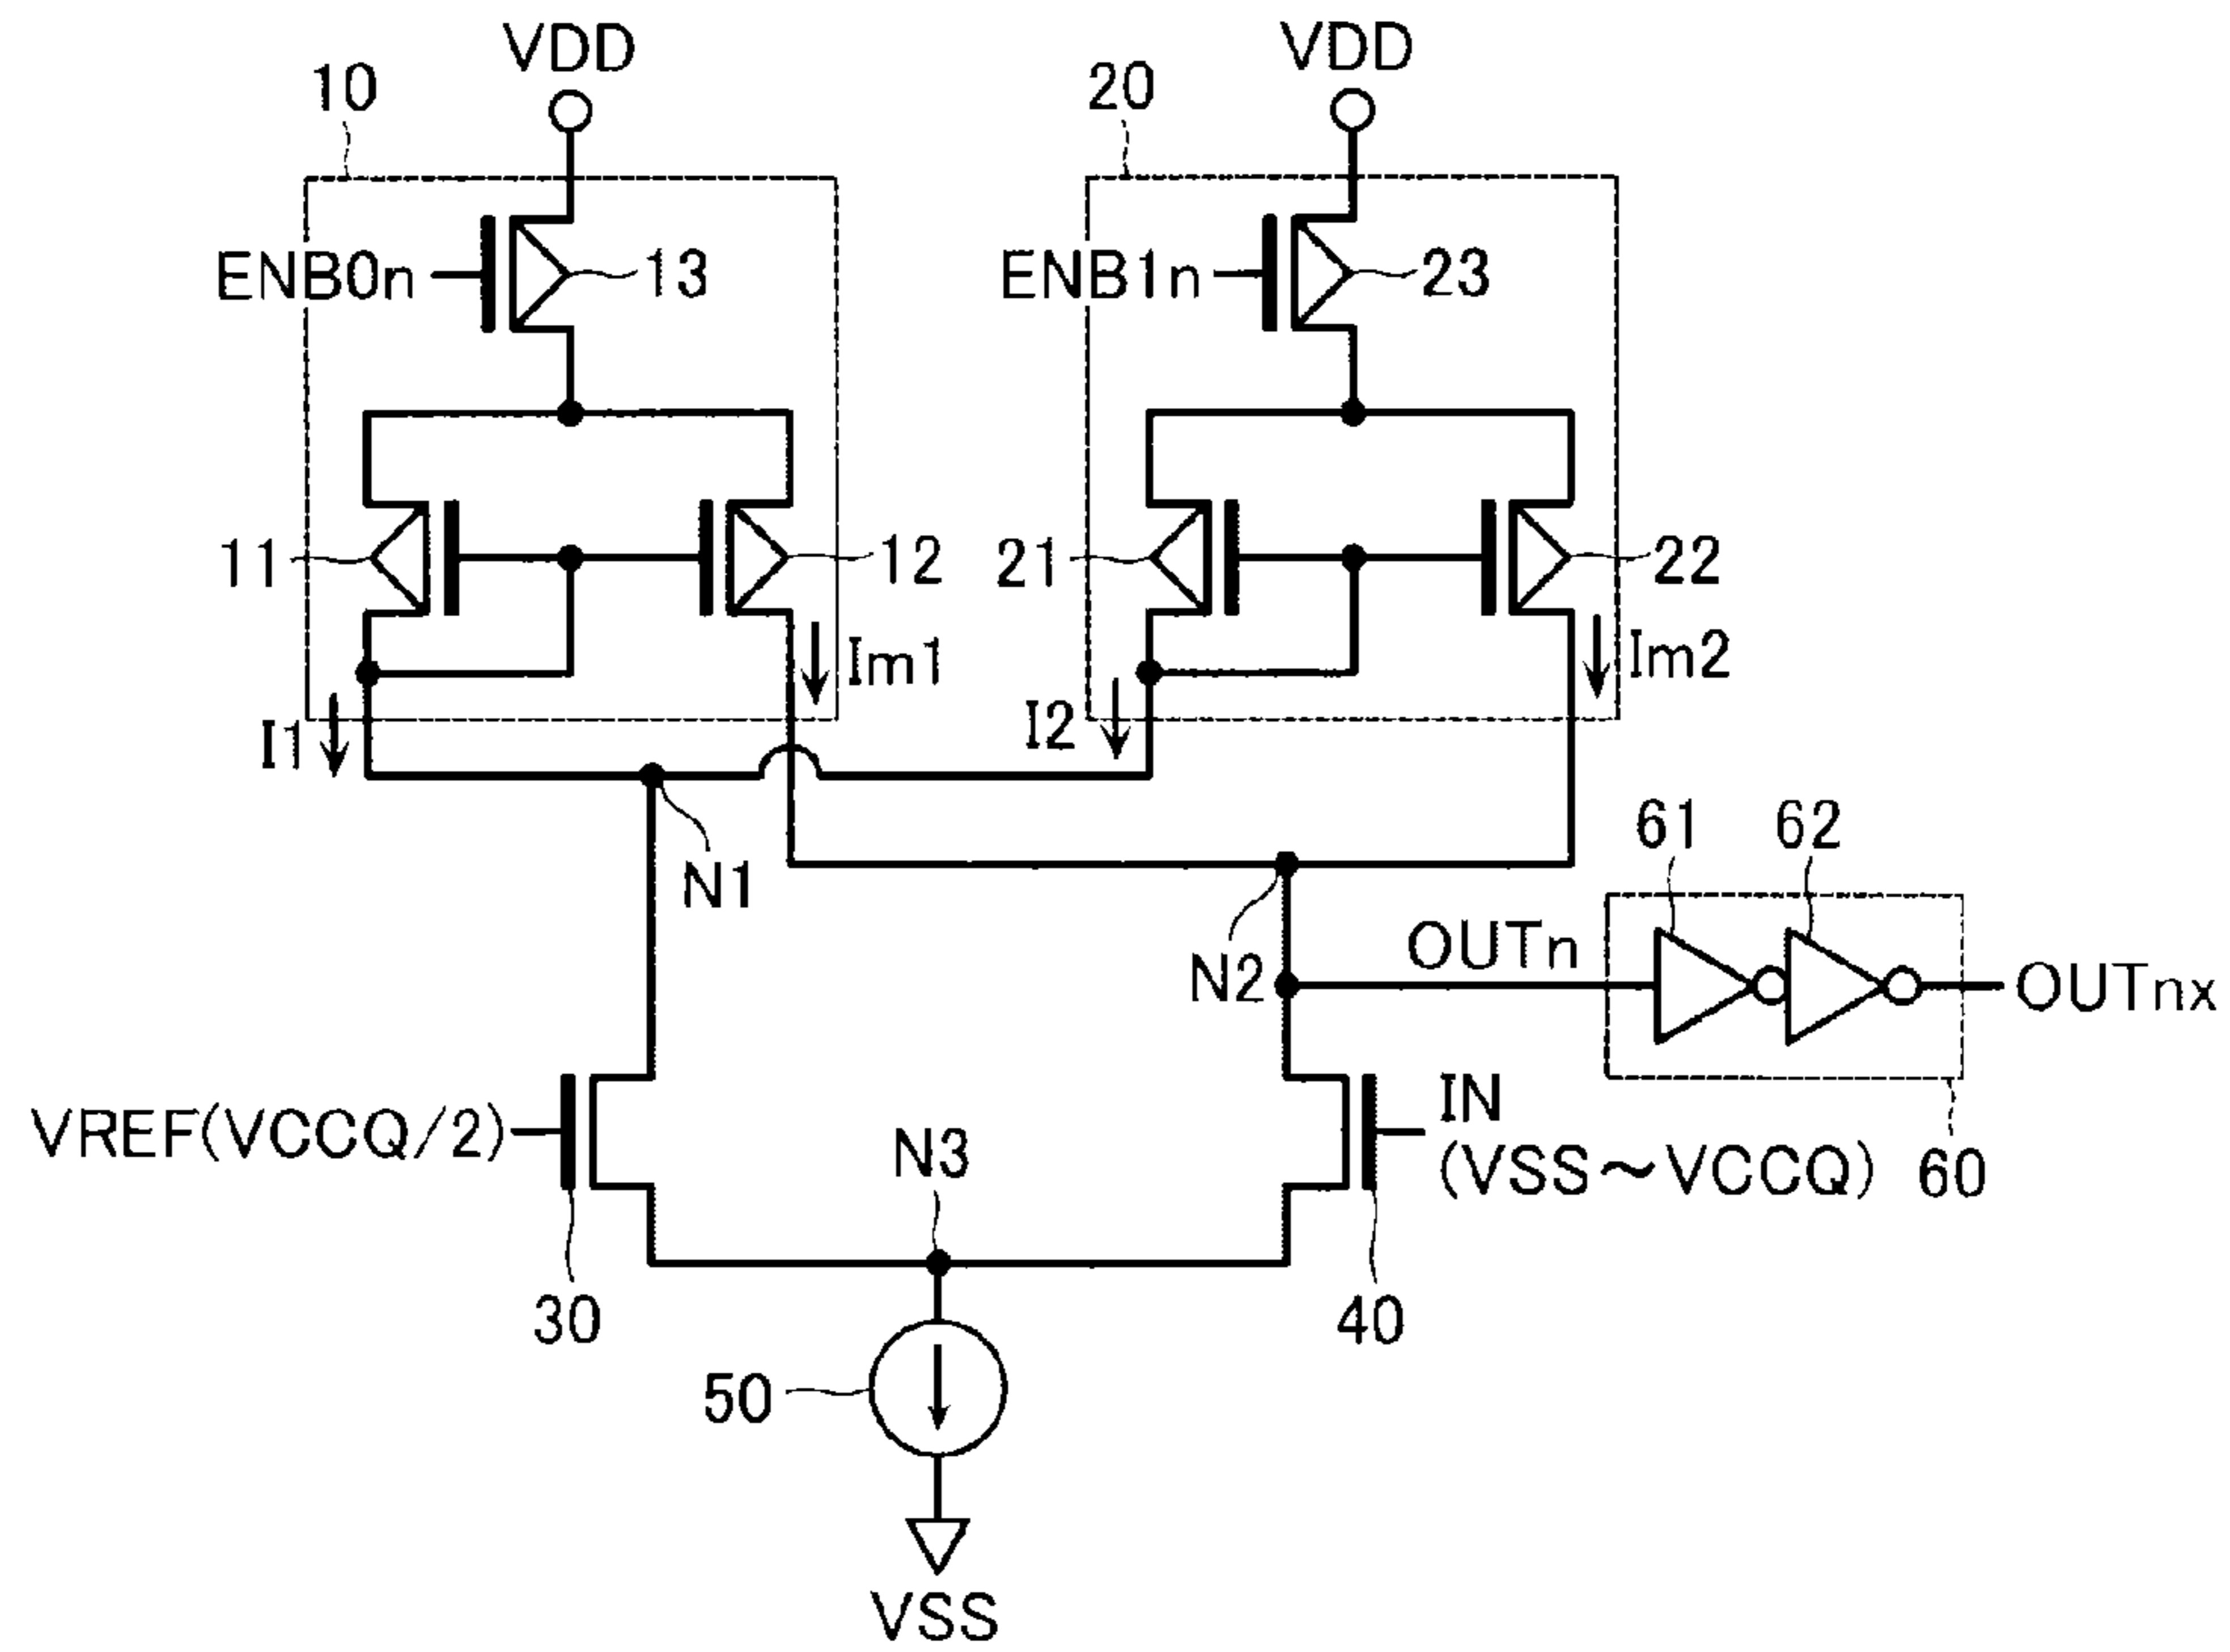 VDD
VDD
10
20
ENB0n
13
ENB1n
23
11
12
21
22
Im1
Im2
I1
I2
61
62
N1
OUTn
N2
OUTnx
VREF(VCCQ/2)
N3
IN
(VSS～VCCQ)
60
30
40
50
VSS